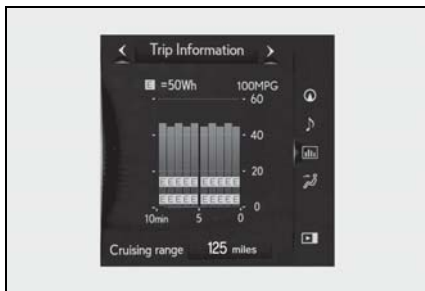 Trip Information
E =50Wh 100MPG
60
40
20
E E E E E E E E E E
E E E E E E E E E E
0
10min 5 0
Cruising range 125 miles